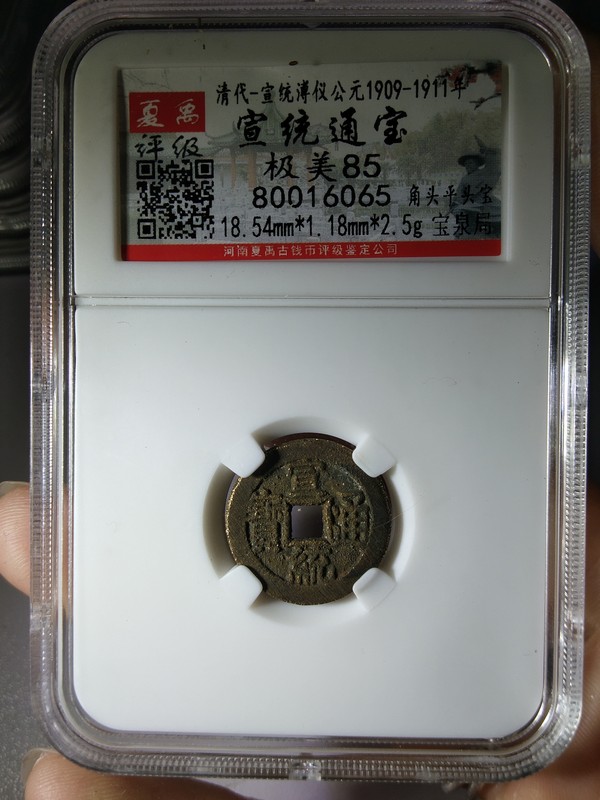 清代-宣统溥仪公元1909-1911年
夏禹
评级
宣统通宝
极美85
80016065 角头平头宝
18.54mm*1.18mm*2.5g 宝泉局
河南夏禹古钱币评级鉴定公司
宣
寳 通
統